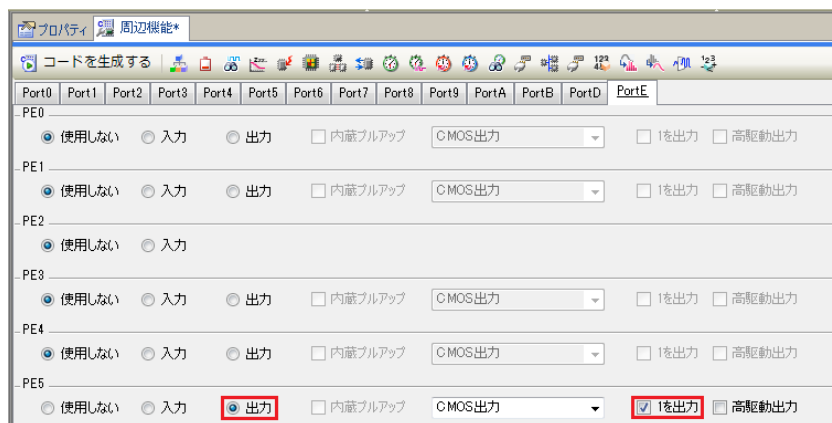 プロパティ 周辺機能*
コードを生成する
Port0 Port1 Port2 Port3 Port4 Port5 Port6 Port7 Port8 Port9 PortA PortB PortD PortE
PE0
使用しない 入力 出力 内蔵プルアップ CMOS出力 1を出力 高駆動出力
PE1
使用しない 入力 出力 内蔵プルアップ CMOS出力 1を出力 高駆動出力
PE2
使用しない 入力
PE3
使用しない 入力 出力 内蔵プルアップ CMOS出力 1を出力 高駆動出力
PE4
使用しない 入力 出力 内蔵プルアップ CMOS出力 1を出力 高駆動出力
PE5
使用しない 入力 出力 内蔵プルアップ CMOS出力 1を出力 高駆動出力